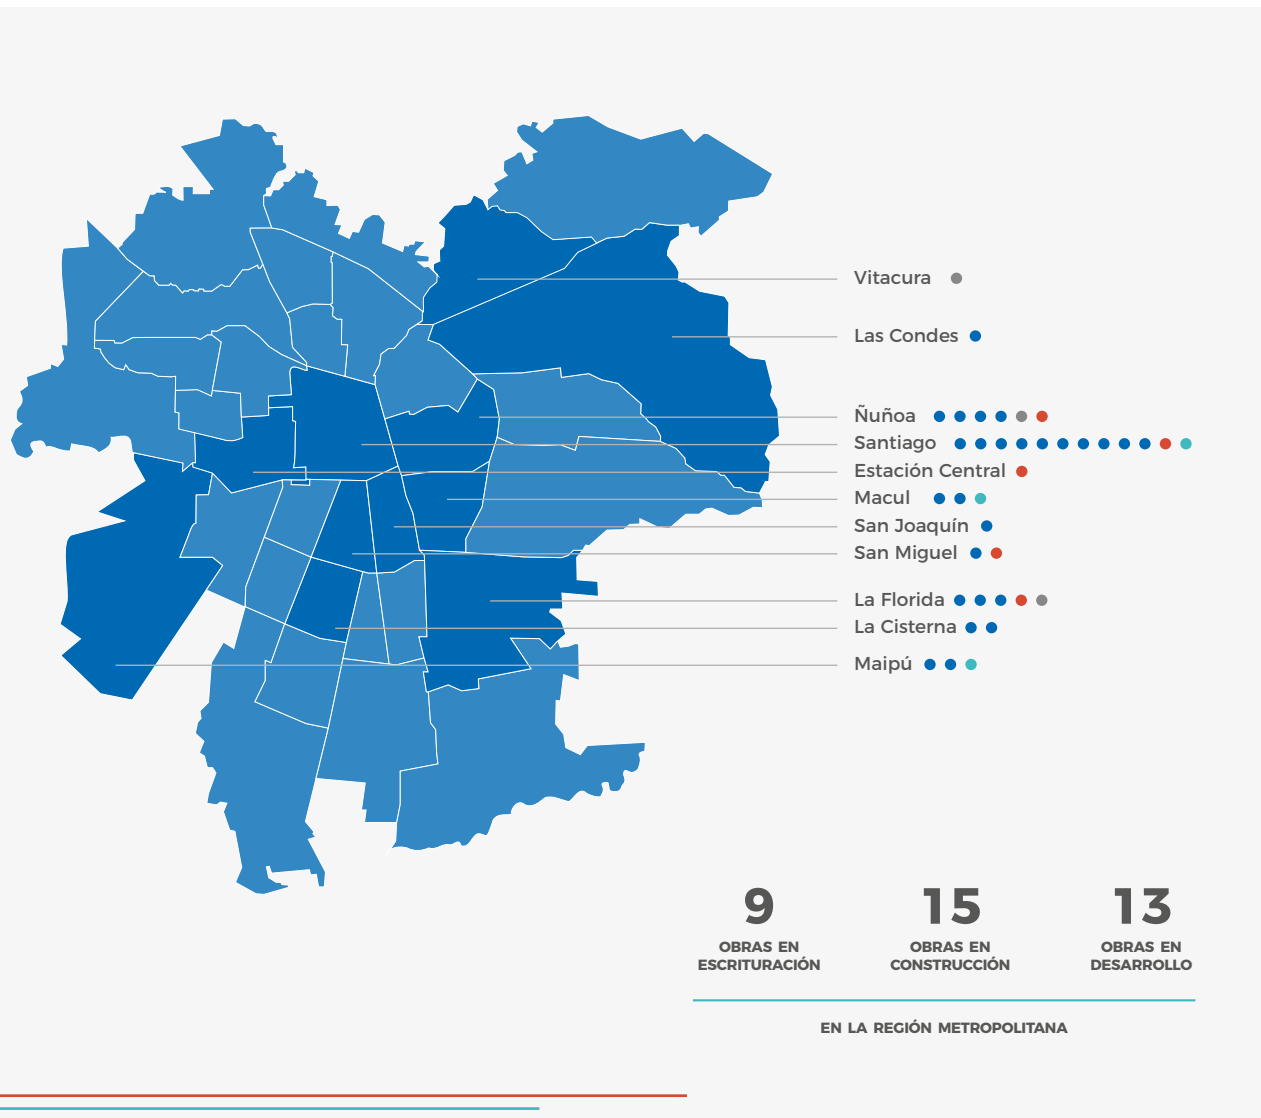 Vitacura
Las Condes
Ñuñoa
Santiago
Estación Central
Macul
San Joaquín
San Miguel
La Florida
La Cisterna
Maipú
9
OBRAS EN
ESCRITURACIÓN
15
OBRAS EN
CONSTRUCCIÓN
13
OBRAS EN
DESARROLLO
EN LA REGIÓN METROPOLITANA